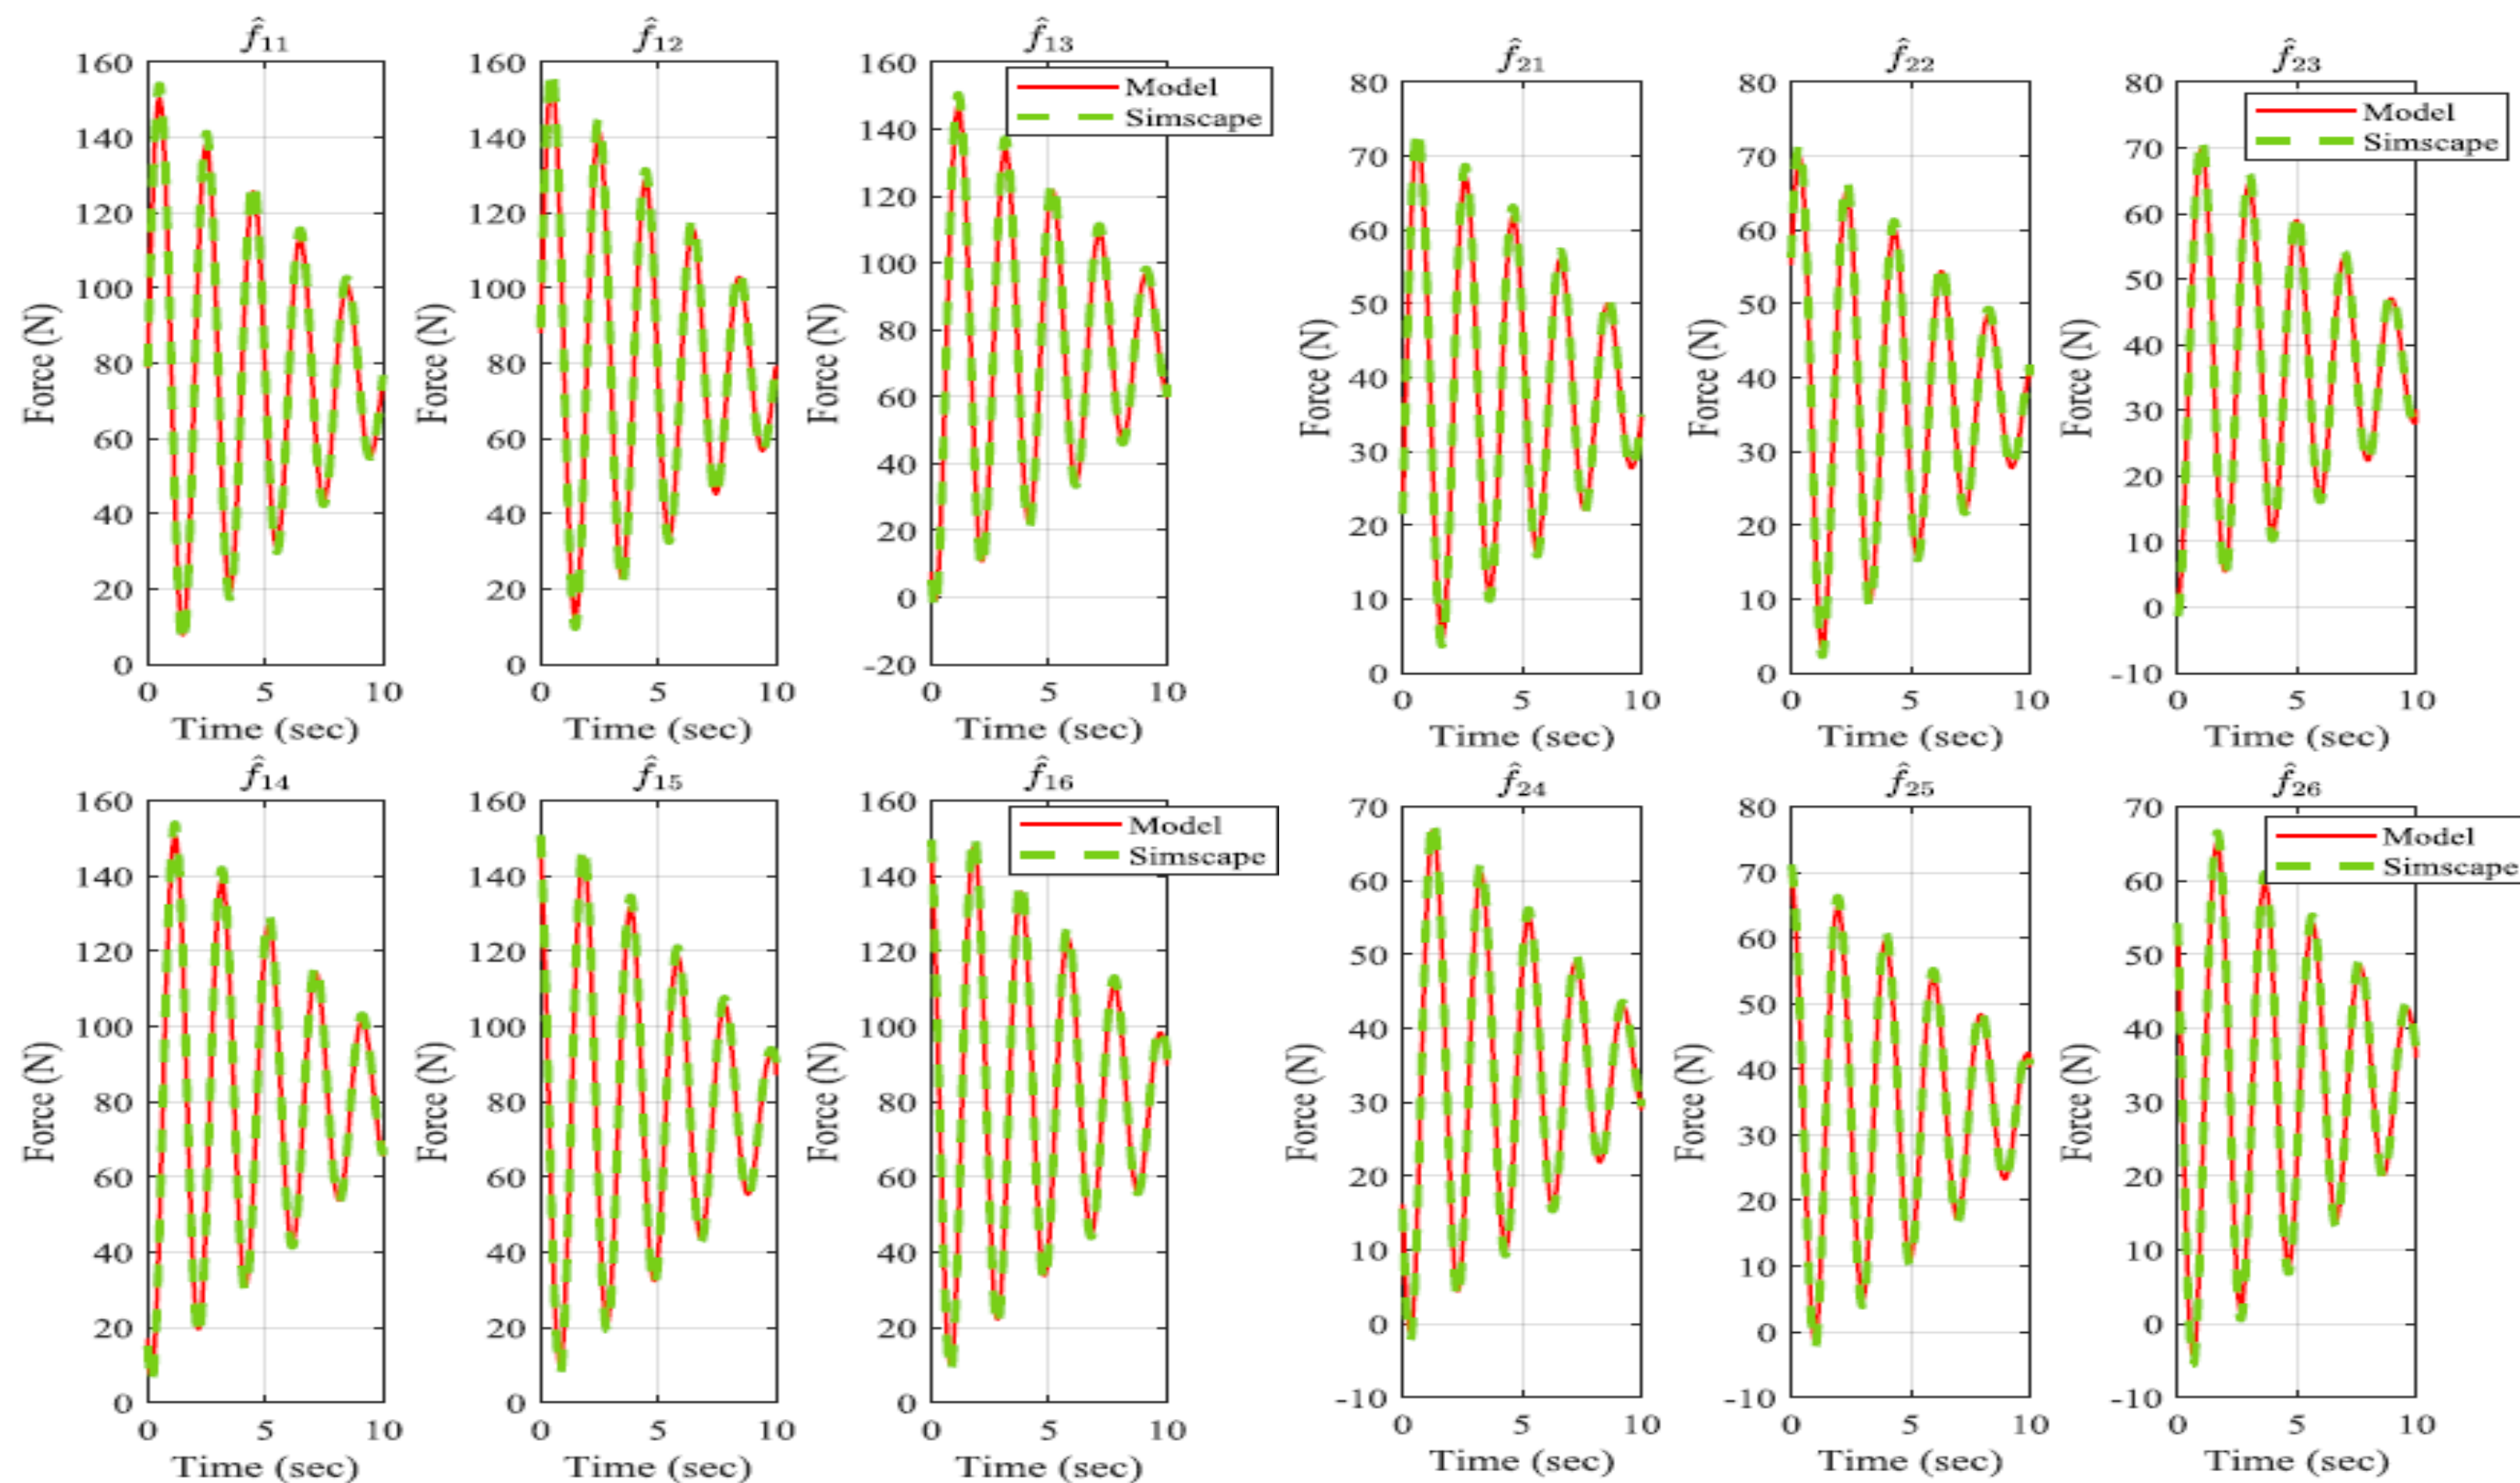 f̂₁₁
160
140
120
100
80
60
40
20
0
0 5 10
Force (N)
Time (sec)
f̂₁₂
160
140
120
100
80
60
40
20
0
0 5 10
Force (N)
Time (sec)
f̂₁₃
160
140
120
100
80
60
40
20
0
-20
0 5 10
Force (N)
Time (sec)
Model
Simscape
f̂₂₁
80
70
60
50
40
30
20
10
0
0 5 10
Force (N)
Time (sec)
f̂₂₂
80
70
60
50
40
30
20
10
0
0 5 10
Force (N)
Time (sec)
f̂₂₃
80
70
60
50
40
30
20
10
0
-10
0 5 10
Force (N)
Time (sec)
Model
Simscape
f̂₁₄
160
140
120
100
80
60
40
20
0
0 5 10
Force (N)
Time (sec)
f̂₁₅
160
140
120
100
80
60
40
20
0
0 5 10
Force (N)
Time (sec)
f̂₁₆
160
140
120
100
80
60
40
20
0
0 5 10
Force (N)
Time (sec)
Model
Simscape
f̂₂₄
70
60
50
40
30
20
10
0
-10
0 5 10
Force (N)
Time (sec)
f̂₂₅
80
70
60
50
40
30
20
10
0
-10
0 5 10
Force (N)
Time (sec)
f̂₂₆
70
60
50
40
30
20
10
0
-10
0 5 10
Force (N)
Time (sec)
Model
Simscape